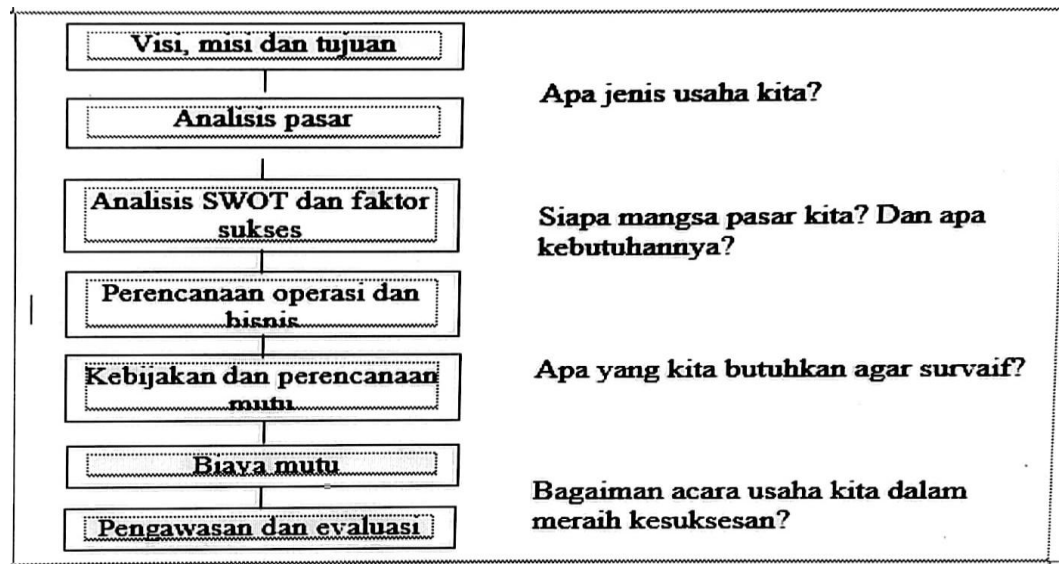 Visi, misi dan tujuan
Apa jenis usaha kita?
Analisis pasar
Analisis SWOT dan faktor
sukses
Siapa mangsa pasar kita? Dan apa
kebutuhannya?
Perencanaan operasi dan
bisnis
Kebijakan dan perencanaan
mutu
Apa yang kita butuhkan agar survaif?
Biaya mutu
Bagaiman acara usaha kita dalam
meraih kesuksesan?
Pengawasan dan evaluasi